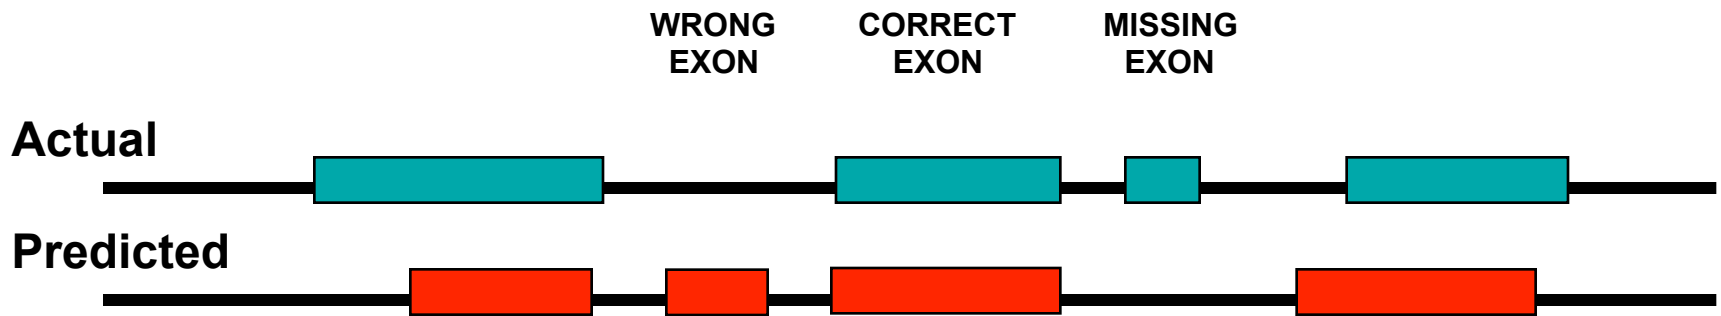 WRONG
EXON
CORRECT
EXON
MISSING
EXON
Actual
Predicted